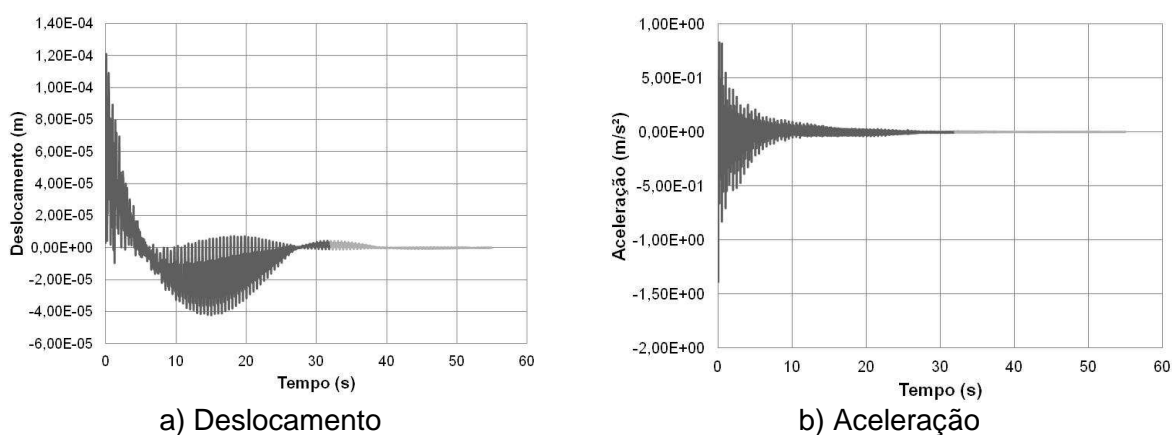 1,40E-04
1,20E-04
1,00E-04
8,00E-05
6,00E-05
4,00E-05
2,00E-05
0,00E+00
-2,00E-05
-4,00E-05
-6,00E-05
Deslocamento (m)
0 10 20 30 40 50 60
Tempo (s)
a) Deslocamento
1,00E+00
5,00E-01
0,00E+00
-5,00E-01
-1,00E+00
-1,50E+00
-2,00E+00
Aceleração (m/s²)
0 10 20 30 40 50 60
Tempo (s)
b) Aceleração